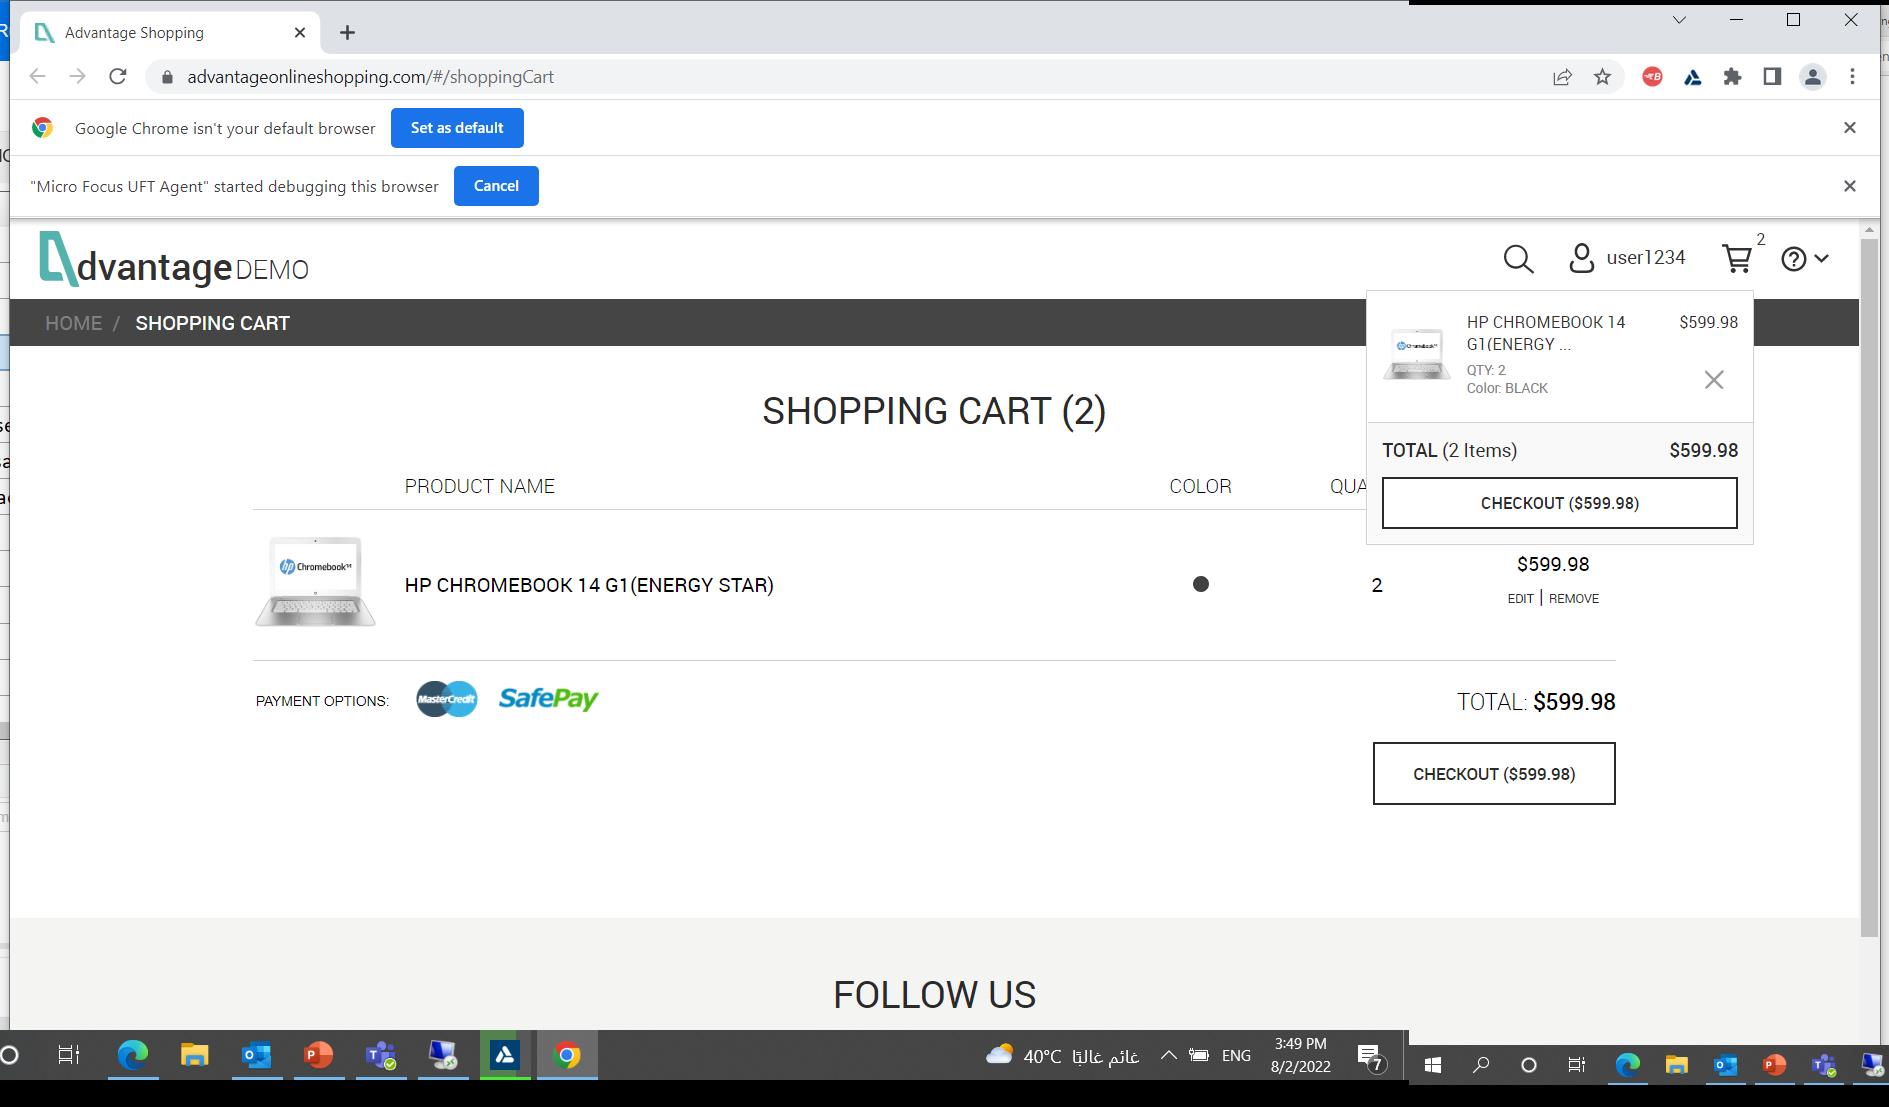 Advantage Shopping
advantageonlineshopping.com/#/shoppingCart
Google Chrome isn't your default browser
Set as default
"Micro Focus UFT Agent" started debugging this browser
Cancel
dvantage DEMO
user1234
2
HOME / SHOPPING CART
HP CHROMEBOOK 14 $599.98
G1(ENERGY ...
QTY: 2
Color: BLACK
TOTAL (2 Items) $599.98
CHECKOUT ($599.98)
SHOPPING CART (2)
PRODUCT NAME COLOR QUA
hp Chromebook14
HP CHROMEBOOK 14 G1(ENERGY STAR) 2
$599.98
EDIT | REMOVE
PAYMENT OPTIONS: MasterCredit SafePay
TOTAL: $599.98
CHECKOUT ($599.98)
FOLLOW US
40°C غائم غالبًا
ENG
3:49 PM
8/2/2022
7